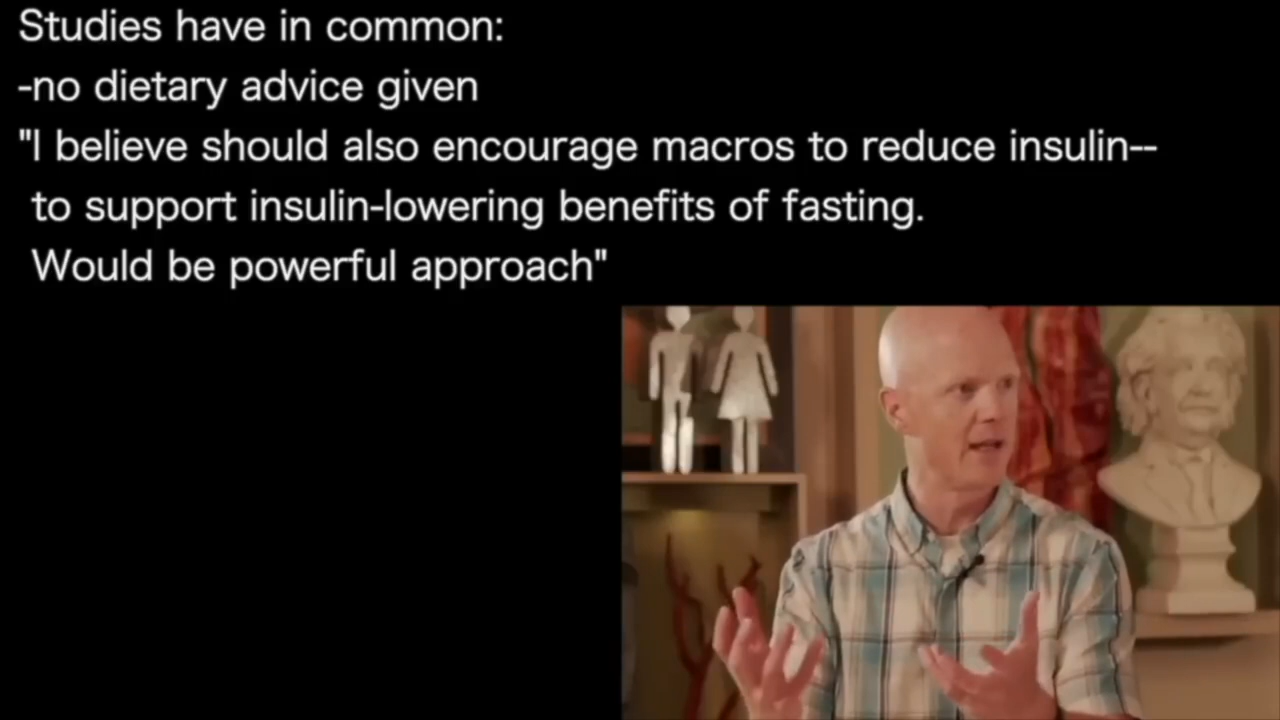 Studies have in common:
-no dietary advice given
"I believe should also encourage macros to reduce insulin--
to support insulin-lowering benefits of fasting.
Would be powerful approach"